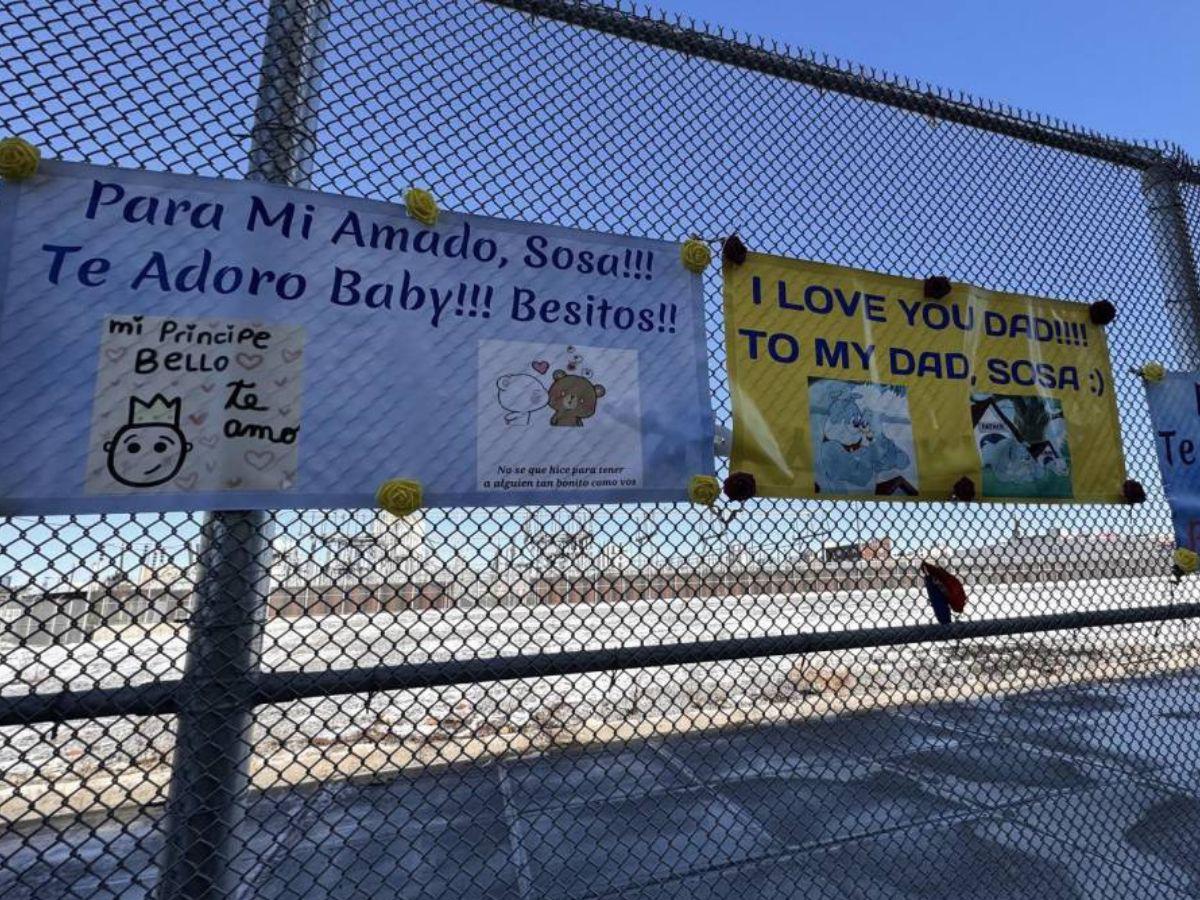 Para Mi Amado, Sosa!!!
Te Adoro Baby!!! Besitos!!
mi Principe
BELLO
te
amo
No se que hice para tener
a alguien tan bonito como vos
I LOVE YOU DAD!!!!
TO MY DAD, SOSA :)
FATHER
Te